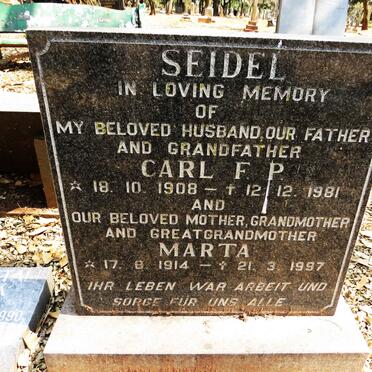 SEIDEL
IN LOVING MEMORY
OF
MY BELOVED HUSBAND, OUR FATHER
AND GRANDFATHER
CARL F. P.
☆ 18. 10. 1908 – † 12. 12. 1981
AND
OUR BELOVED MOTHER, GRANDMOTHER
AND GREATGRANDMOTHER
MARTA
☆ 17. 8. 1914 – † 21. 3. 1997
IHR LEBEN WAR ARBEIT UND
SORGE FÜR UNS ALLE